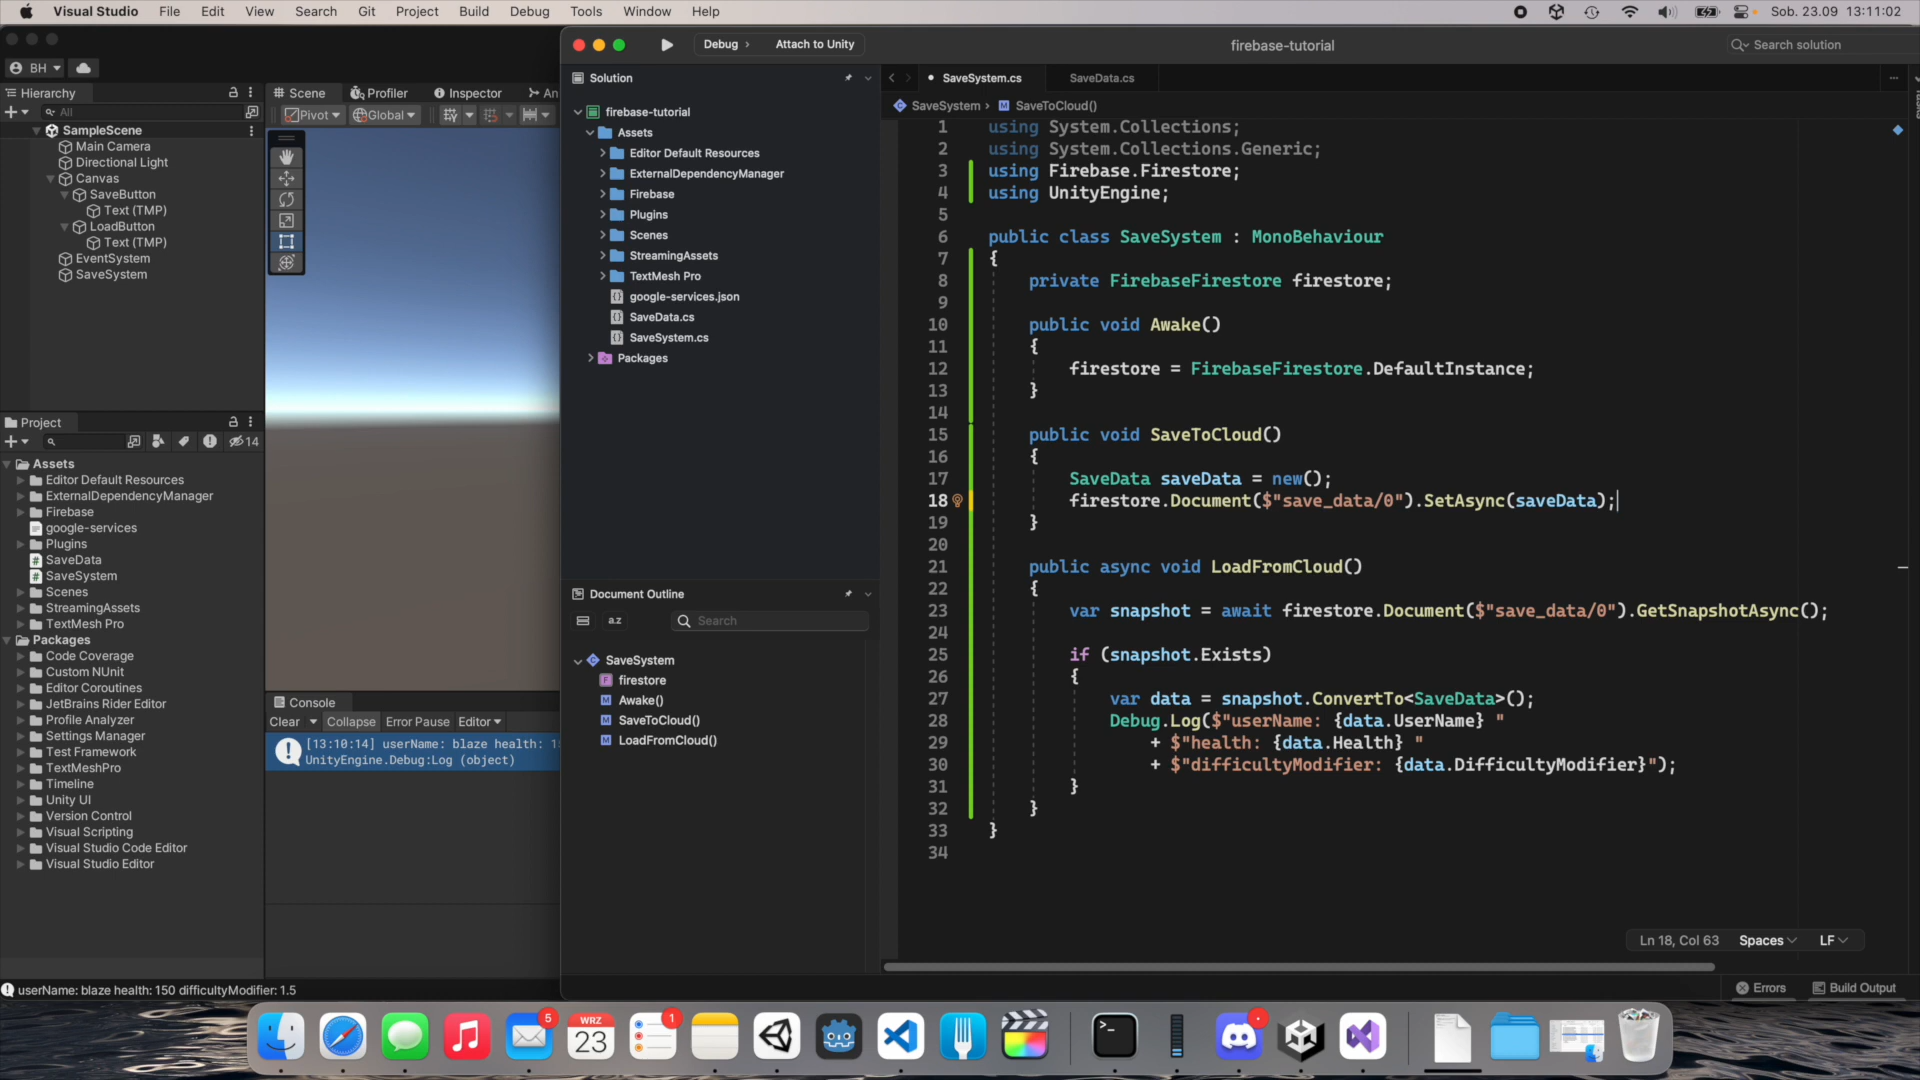 Visual Studio File Edit View Search Git Project Build Debug Tools Window Help
Sob. 23.09 13:11:02
Debug › Attach to Unity
firebase-tutorial
Search solution
BH
Hierarchy
All
SampleScene
Main Camera
Directional Light
Canvas
SaveButton
Text (TMP)
LoadButton
Text (TMP)
EventSystem
SaveSystem
Scene Profiler Inspector An
Pivot Global
Project
14
Assets
Editor Default Resources
ExternalDependencyManager
Firebase
google-services
Plugins
SaveData
SaveSystem
Scenes
StreamingAssets
TextMesh Pro
Packages
Code Coverage
Custom NUnit
Editor Coroutines
JetBrains Rider Editor
Profile Analyzer
Settings Manager
Test Framework
TextMeshPro
Timeline
Unity UI
Version Control
Visual Scripting
Visual Studio Code Editor
Visual Studio Editor
Console
Clear Collapse Error Pause Editor
[13:10:14] userName: blaze health: 1
UnityEngine.Debug:Log (object)
userName: blaze health: 150 difficultyModifier: 1.5
Solution
firebase-tutorial
Assets
Editor Default Resources
ExternalDependencyManager
Firebase
Plugins
Scenes
StreamingAssets
TextMesh Pro
google-services.json
SaveData.cs
SaveSystem.cs
Packages
Document Outline
a.z Search
SaveSystem
firestore
Awake()
SaveToCloud()
LoadFromCloud()
SaveSystem.cs SaveData.cs
SaveSystem › SaveToCloud()
1 using System.Collections;
2 using System.Collections.Generic;
3 using Firebase.Firestore;
4 using UnityEngine;
5
6 public class SaveSystem : MonoBehaviour
7 {
8 private FirebaseFirestore firestore;
9
10 public void Awake()
11 {
12 firestore = FirebaseFirestore.DefaultInstance;
13 }
14
15 public void SaveToCloud()
16 {
17 SaveData saveData = new();
18 firestore.Document($"save_data/0").SetAsync(saveData);
19 }
20
21 public async void LoadFromCloud()
22 {
23 var snapshot = await firestore.Document($"save_data/0").GetSnapshotAsync();
24
25 if (snapshot.Exists)
26 {
27 var data = snapshot.ConvertTo<SaveData>();
28 Debug.Log($"userName: {data.UserName} "
29 + $"health: {data.Health} "
30 + $"difficultyModifier: {data.DifficultyModifier}");
31 }
32 }
33 }
34
Ln 18, Col 63 Spaces LF
Errors Build Output
5
WRZ
23
1